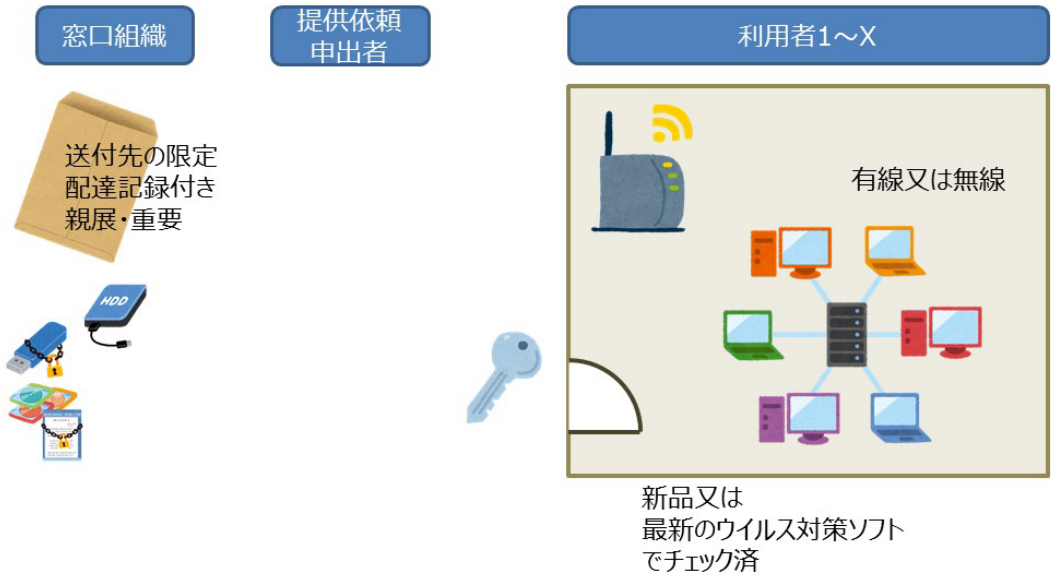 窓口組織
提供依頼
申出者
利用者1～X
送付先の限定
配達記録付き
親展・重要
有線又は無線
HDD
新品又は
最新のウイルス対策ソフト
でチェック済